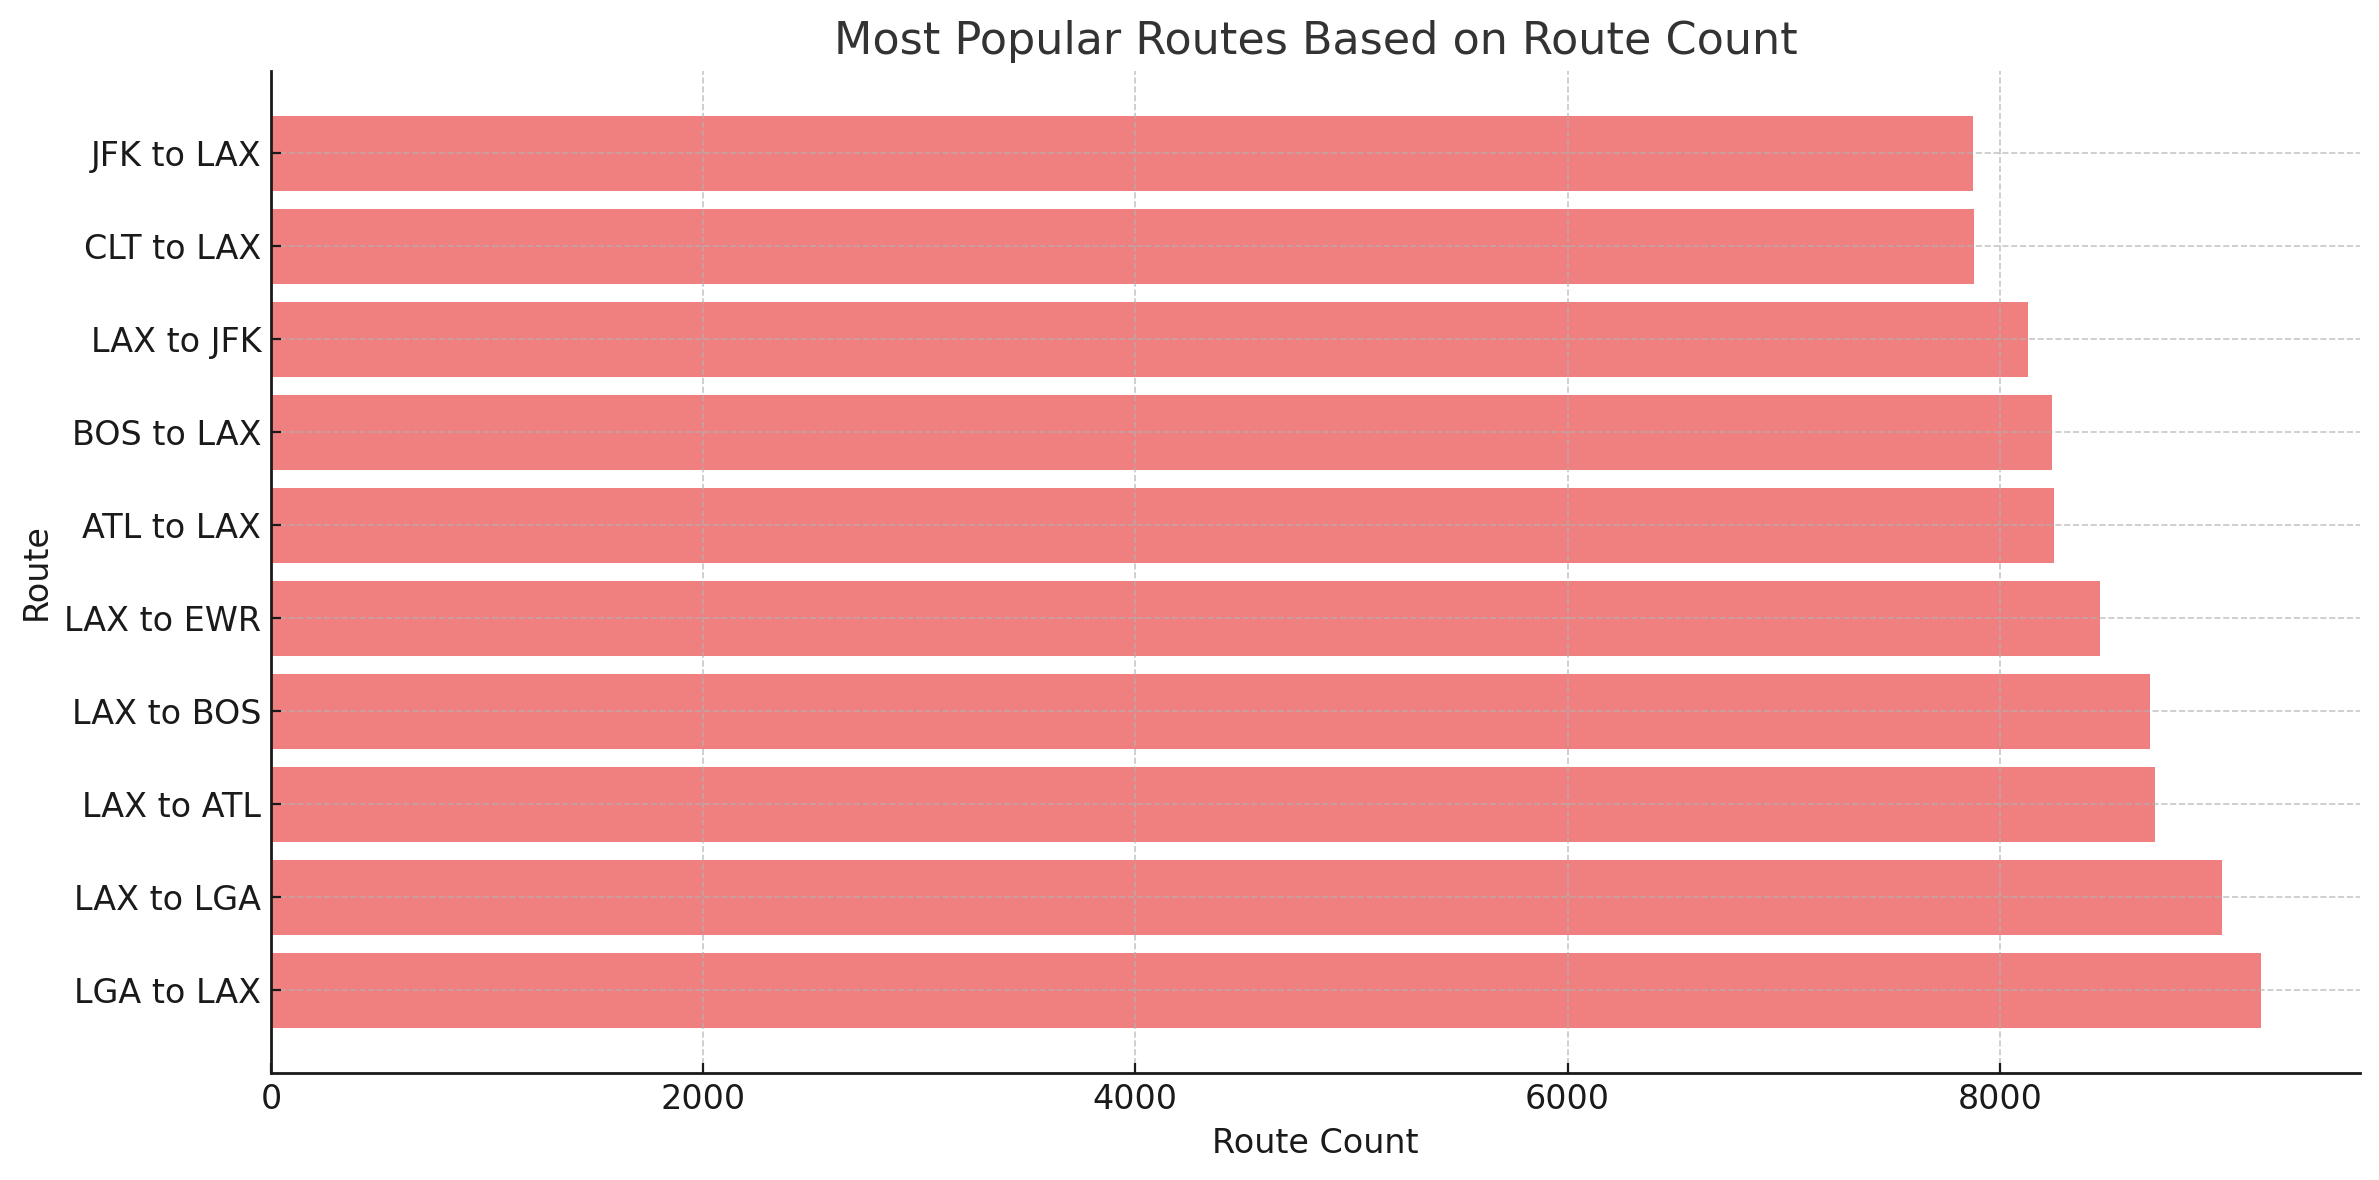 Most Popular Routes Based on Route Count
JFK to LAX
CLT to LAX
LAX to JFK
BOS to LAX
ATL to LAX
LAX to EWR
LAX to BOS
LAX to ATL
LAX to LGA
LGA to LAX
Route
0 2000 4000 6000 8000
Route Count